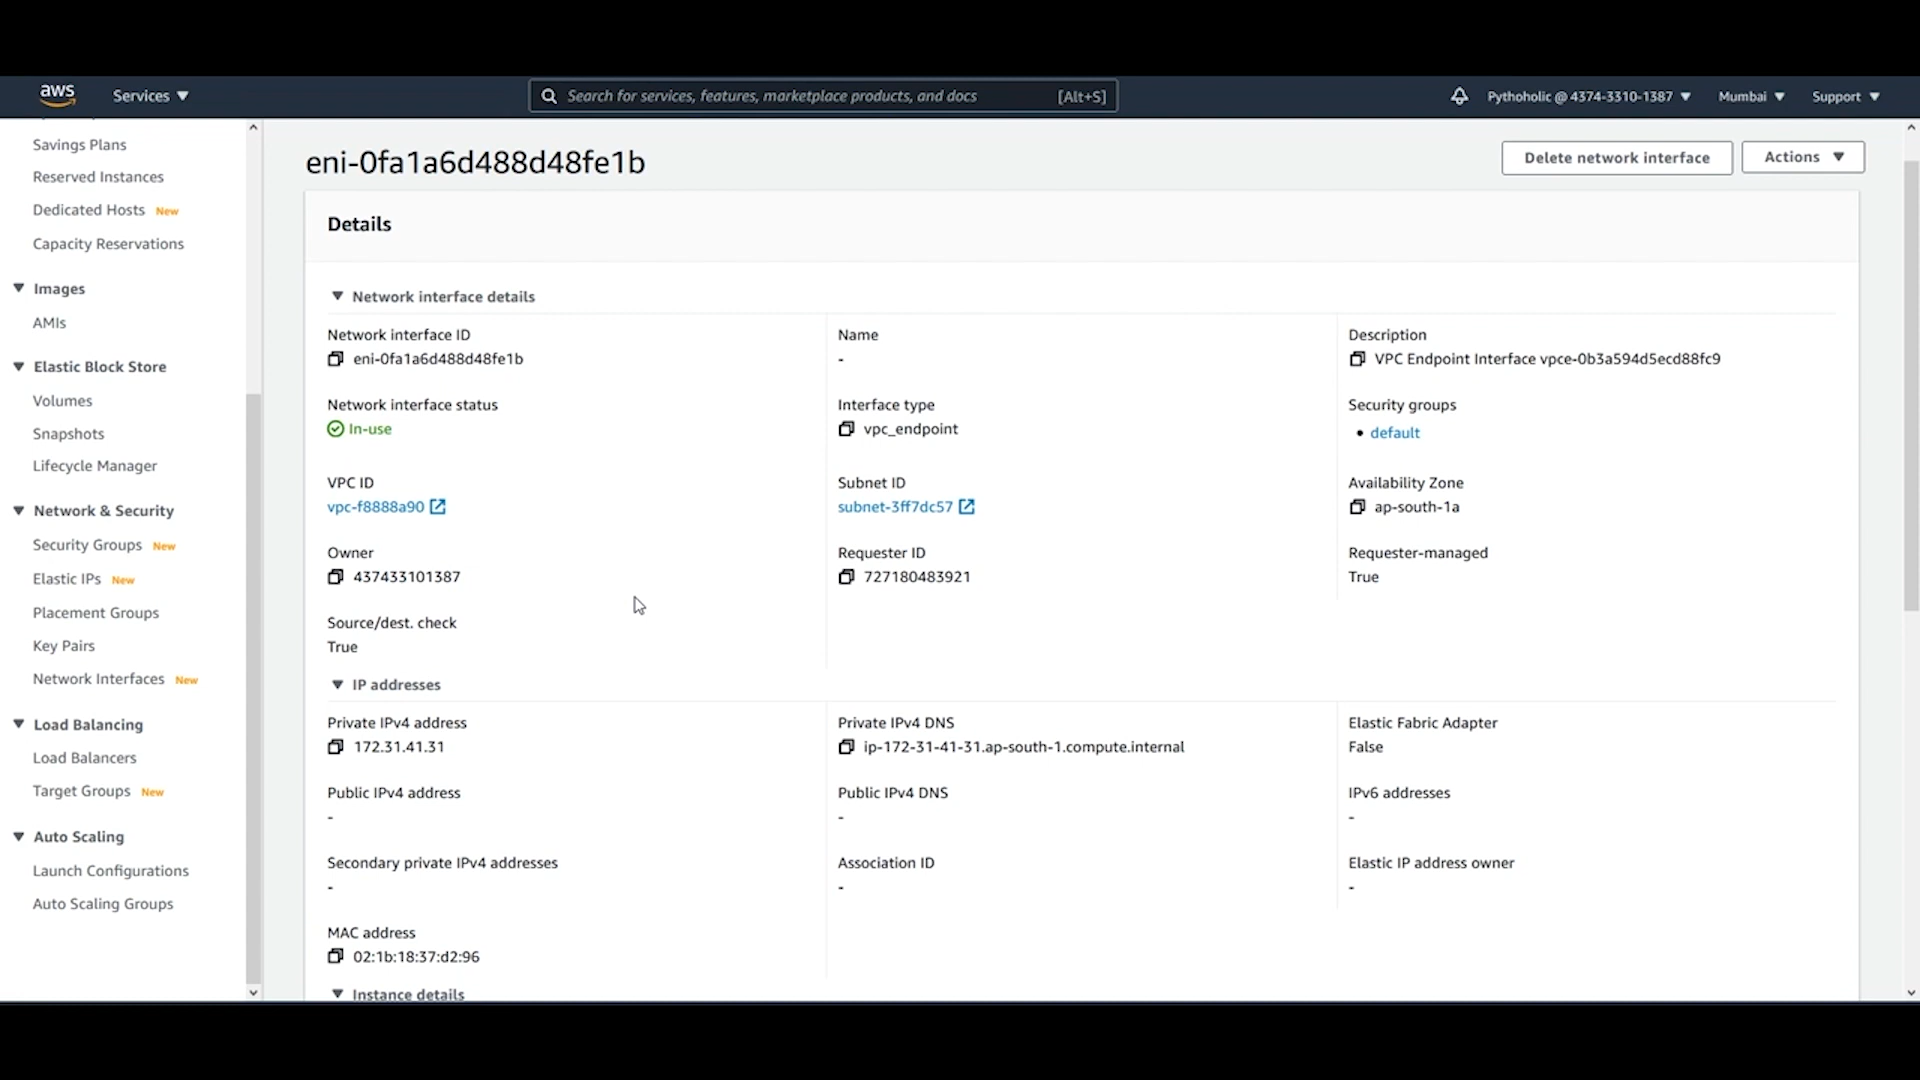 aws
Services ▼
Search for services, features, marketplace products, and docs
[Alt+S]
Pythoholic @ 4374-3310-1387 ▼
Mumbai ▼
Support ▼
Savings Plans
Reserved Instances
Dedicated Hosts New
Capacity Reservations
▼ Images
AMIs
▼ Elastic Block Store
Volumes
Snapshots
Lifecycle Manager
▼ Network & Security
Security Groups New
Elastic IPs New
Placement Groups
Key Pairs
Network Interfaces New
▼ Load Balancing
Load Balancers
Target Groups New
▼ Auto Scaling
Launch Configurations
Auto Scaling Groups
eni-0fa1a6d488d48fe1b
Delete network interface
Actions ▼
Details
▼ Network interface details
Network interface ID
eni-0fa1a6d488d48fe1b
Name
-
Description
VPC Endpoint Interface vpce-0b3a594d5ecd88fc9
Network interface status
In-use
Interface type
vpc_endpoint
Security groups
• default
VPC ID
vpc-f8888a90
Subnet ID
subnet-3ff7dc57
Availability Zone
ap-south-1a
Owner
437433101387
Requester ID
727180483921
Requester-managed
True
Source/dest. check
True
▼ IP addresses
Private IPv4 address
172.31.41.31
Private IPv4 DNS
ip-172-31-41-31.ap-south-1.compute.internal
Elastic Fabric Adapter
False
Public IPv4 address
-
Public IPv4 DNS
-
IPv6 addresses
-
Secondary private IPv4 addresses
-
Association ID
-
Elastic IP address owner
-
MAC address
02:1b:18:37:d2:96
▼ Instance details